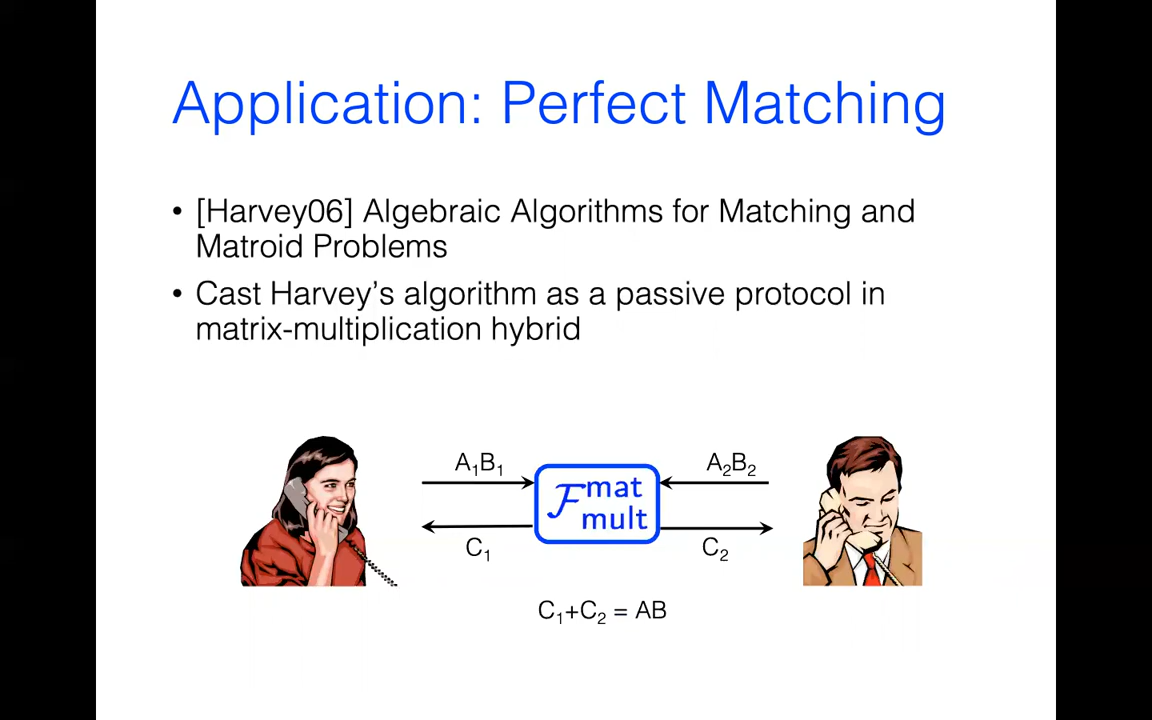 Application: Perfect Matching
• [Harvey06] Algebraic Algorithms for Matching and
Matroid Problems
• Cast Harvey’s algorithm as a passive protocol in
matrix-multiplication hybrid
A₁B₁
A₂B₂
ℱ mat
mult
C₁
C₂
C₁+C₂ = AB